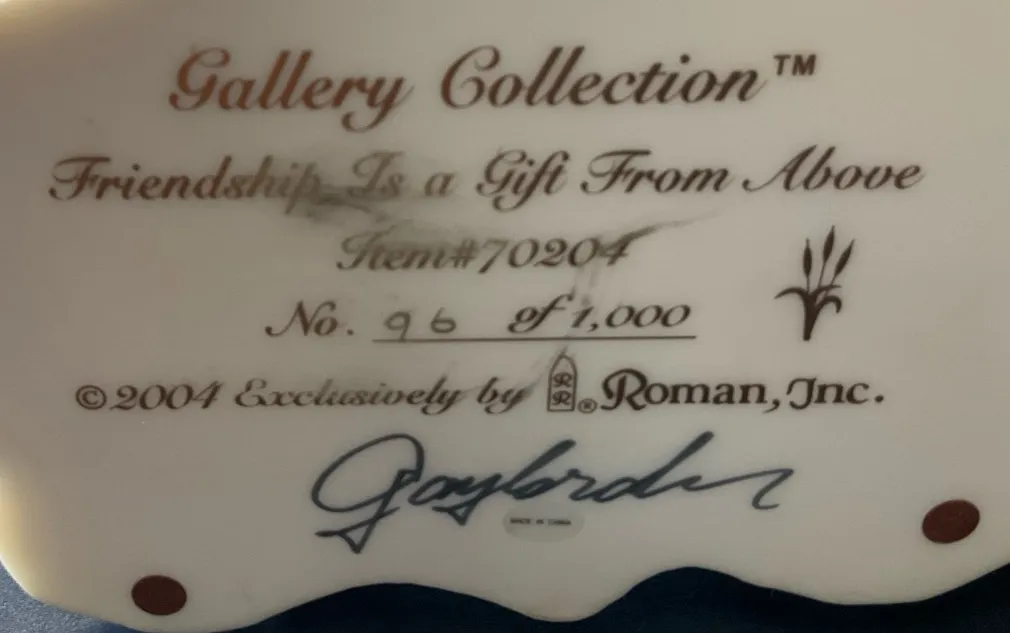 Gallery Collection™
Friendship Is a Gift From Above
Item#70204
No. 96 of 1,000
©2004 Exclusively by RR® Roman, Inc.
Gaylord
MADE IN CHINA